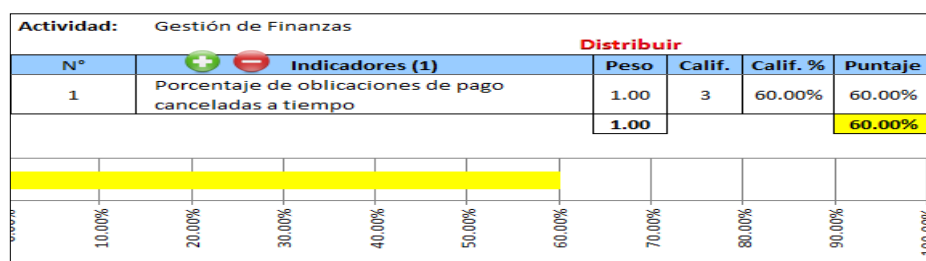 Actividad: Gestión de Finanzas
Distribuir
N° Indicadores (1) Peso Calif. Calif. % Puntaje
1 Porcentaje de oblicaciones de pago canceladas a tiempo 1.00 3 60.00% 60.00%
1.00 60.00%
10.00% 20.00% 30.00% 40.00% 50.00% 60.00% 70.00% 80.00% 90.00%